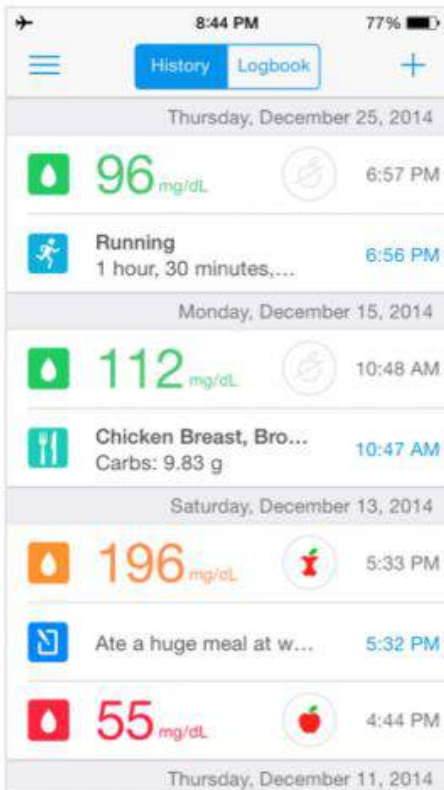 8:44 PM 77%
History Logbook +
Thursday, December 25, 2014
96 mg/dL 6:57 PM
Running
1 hour, 30 minutes,... 6:56 PM
Monday, December 15, 2014
112 mg/dL 10:48 AM
Chicken Breast, Bro...
Carbs: 9.83 g 10:47 AM
Saturday, December 13, 2014
196 mg/dL 5:33 PM
Ate a huge meal at w... 5:32 PM
55 mg/dL 4:44 PM
Thursday, December 11, 2014